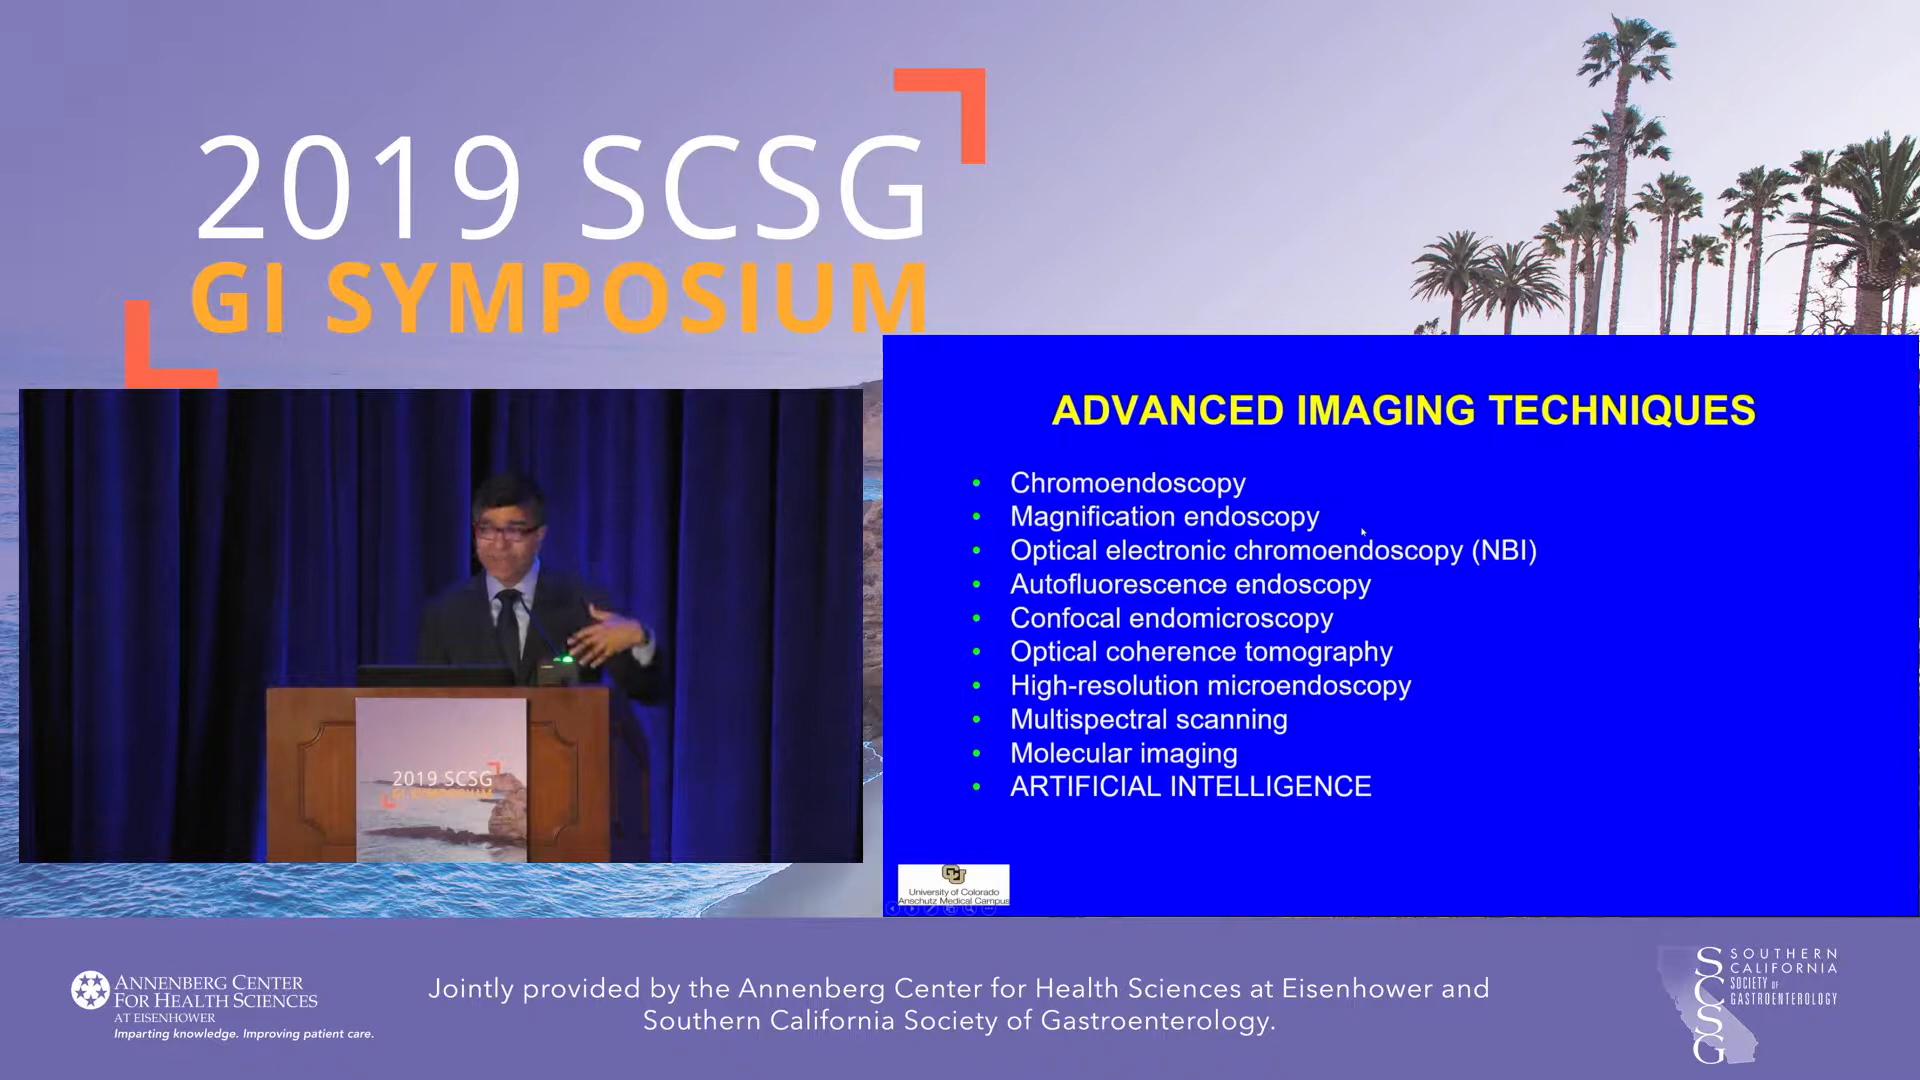 2019 SCSG
GI SYMPOSIUM
ADVANCED IMAGING TECHNIQUES
• Chromoendoscopy
• Magnification endoscopy
• Optical electronic chromoendoscopy (NBI)
• Autofluorescence endoscopy
• Confocal endomicroscopy
• Optical coherence tomography
• High-resolution microendoscopy
• Multispectral scanning
• Molecular imaging
• ARTIFICIAL INTELLIGENCE
CU
University of Colorado
Anschutz Medical Campus
2019 SCSG
GI SYMPOSIUM
ANNENBERG CENTER
FOR HEALTH SCIENCES
AT EISENHOWER
Imparting knowledge. Improving patient care.
Jointly provided by the Annenberg Center for Health Sciences at Eisenhower and
Southern California Society of Gastroenterology.
SCSG
SOUTHERN
CALIFORNIA
SOCIETY OF
GASTROENTEROLOGY